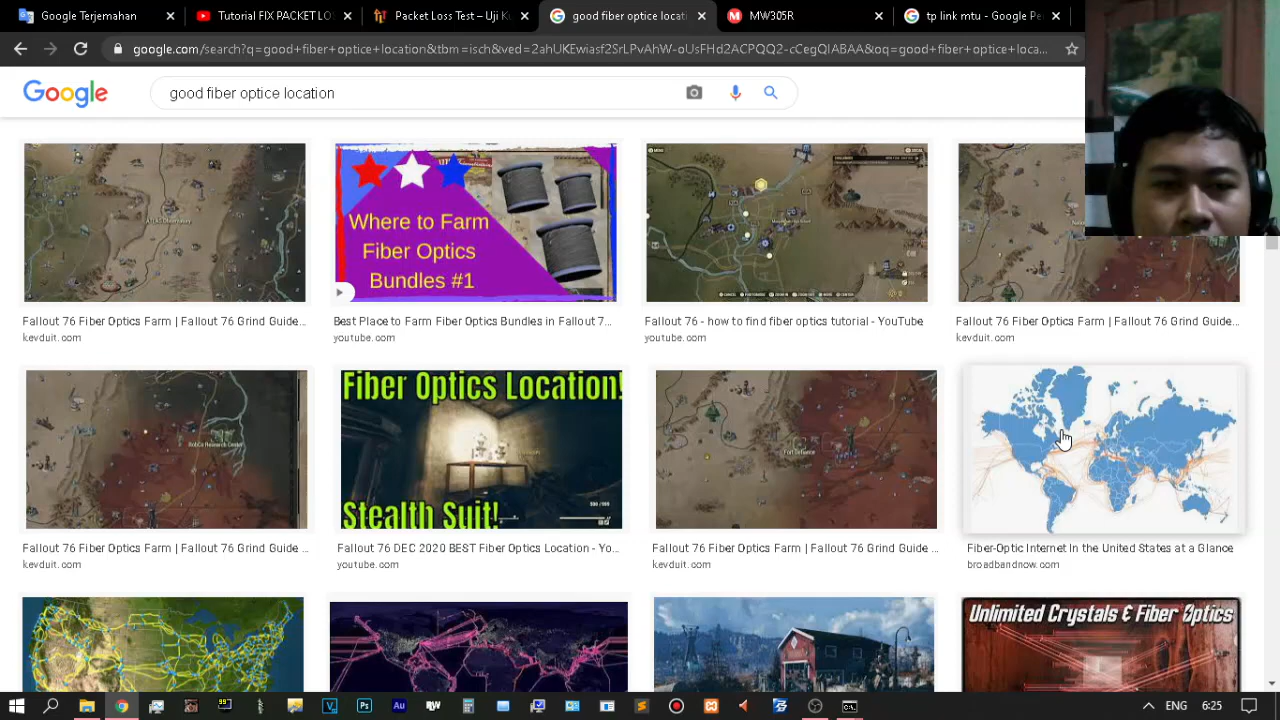 Google Terjemahan
Tutorial FIX PACKET LO
Packet Loss Test – Uji K
good fiber optice locati
MW305R
tp link mtu - Google Pe
google.com/search?q=good+fiber+optice+location&tbm=isch&ved=2ahUKEwiasf2SrLPvAhW-oUsFHd2ACPQQ2-cCegQIABAA&oq=good+fiber+optice+loca...
Google
good fiber optice location
Where to Farm
Fiber Optics
Bundles #1
Fallout 76 Fiber Optics Farm | Fallout 76 Grind Guide...
kevduit.com
Best Place to Farm Fiber Optics Bundles in Fallout 7...
youtube.com
Fallout 76 - how to find fiber optics tutorial - YouTube
youtube.com
Fallout 76 Fiber Optics Farm | Fallout 76 Grind Guide...
kevduit.com
RobCo Research Center
Fiber Optics Location!
Stealth Suit!
Fort Defiance
Fallout 76 Fiber Optics Farm | Fallout 76 Grind Guide ...
kevduit.com
Fallout 76 DEC 2020 BEST Fiber Optics Location - Yo...
youtube.com
Fallout 76 Fiber Optics Farm | Fallout 76 Grind Guide ...
kevduit.com
Fiber-Optic Internet In the United States at a Glance
broadbandnow.com
Unlimited Crystals & Fiber Optics
ENG
6:25